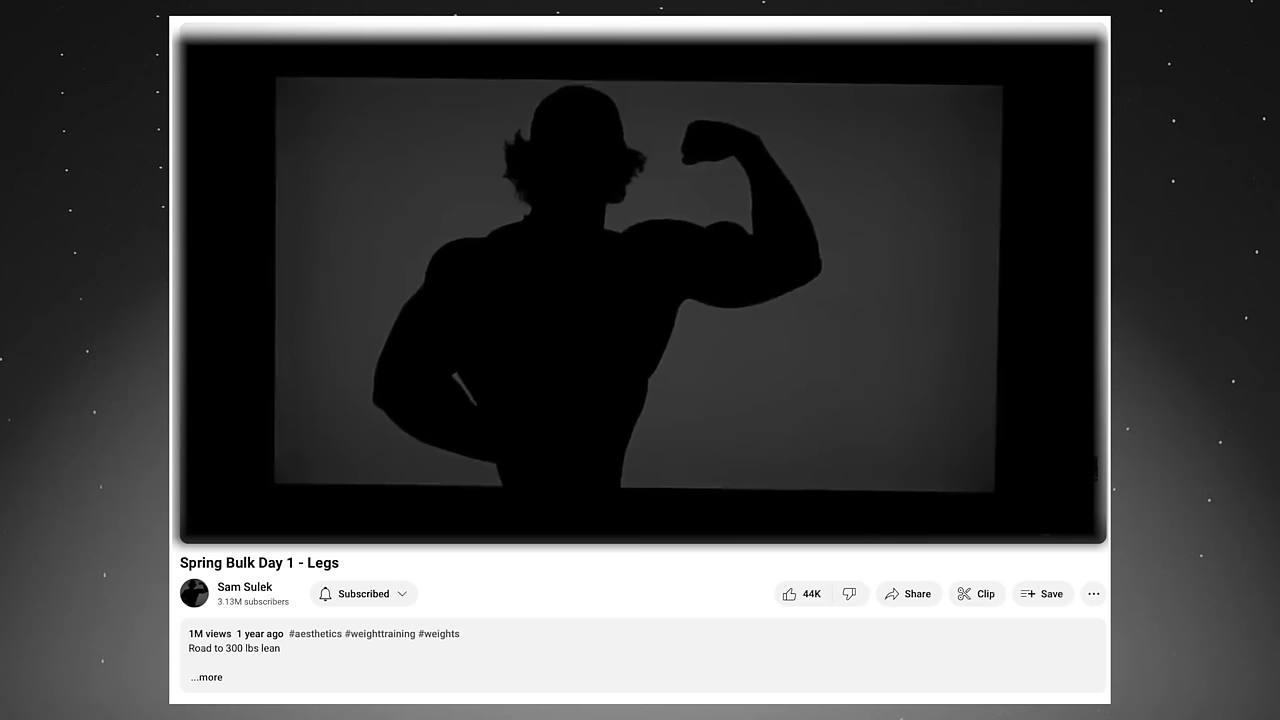 Spring Bulk Day 1 - Legs
Sam Sulek
3.13M subscribers
Subscribed
44K
Share
Clip
Save
1M views 1 year ago #aesthetics #weighttraining #weights
Road to 300 lbs lean
...more